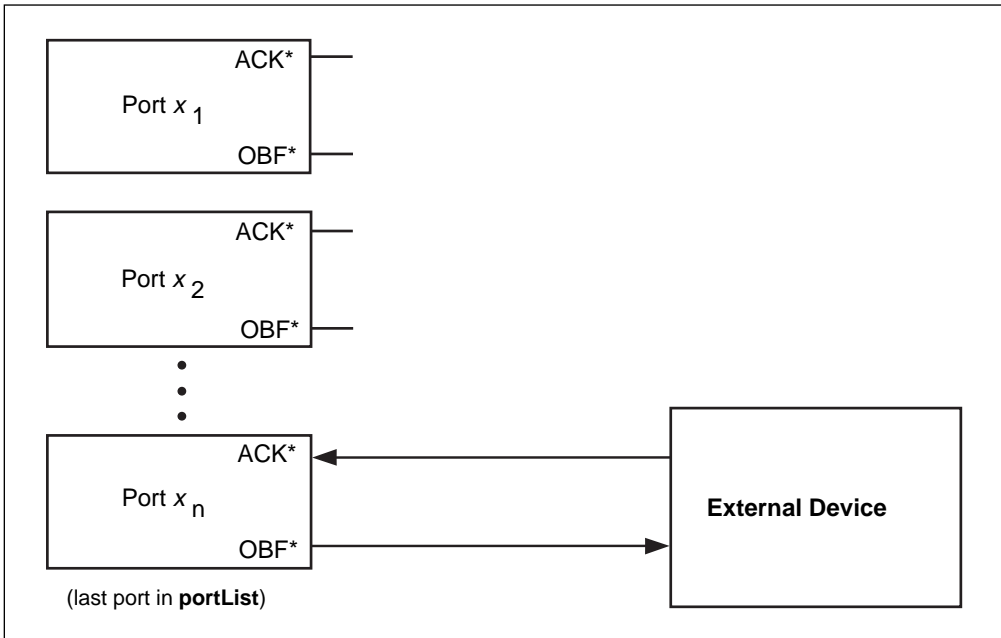 ACK*
Port x 1
OBF*
ACK*
Port x 2
OBF*
ACK*
Port x n
OBF*
External Device
(last port in portList)